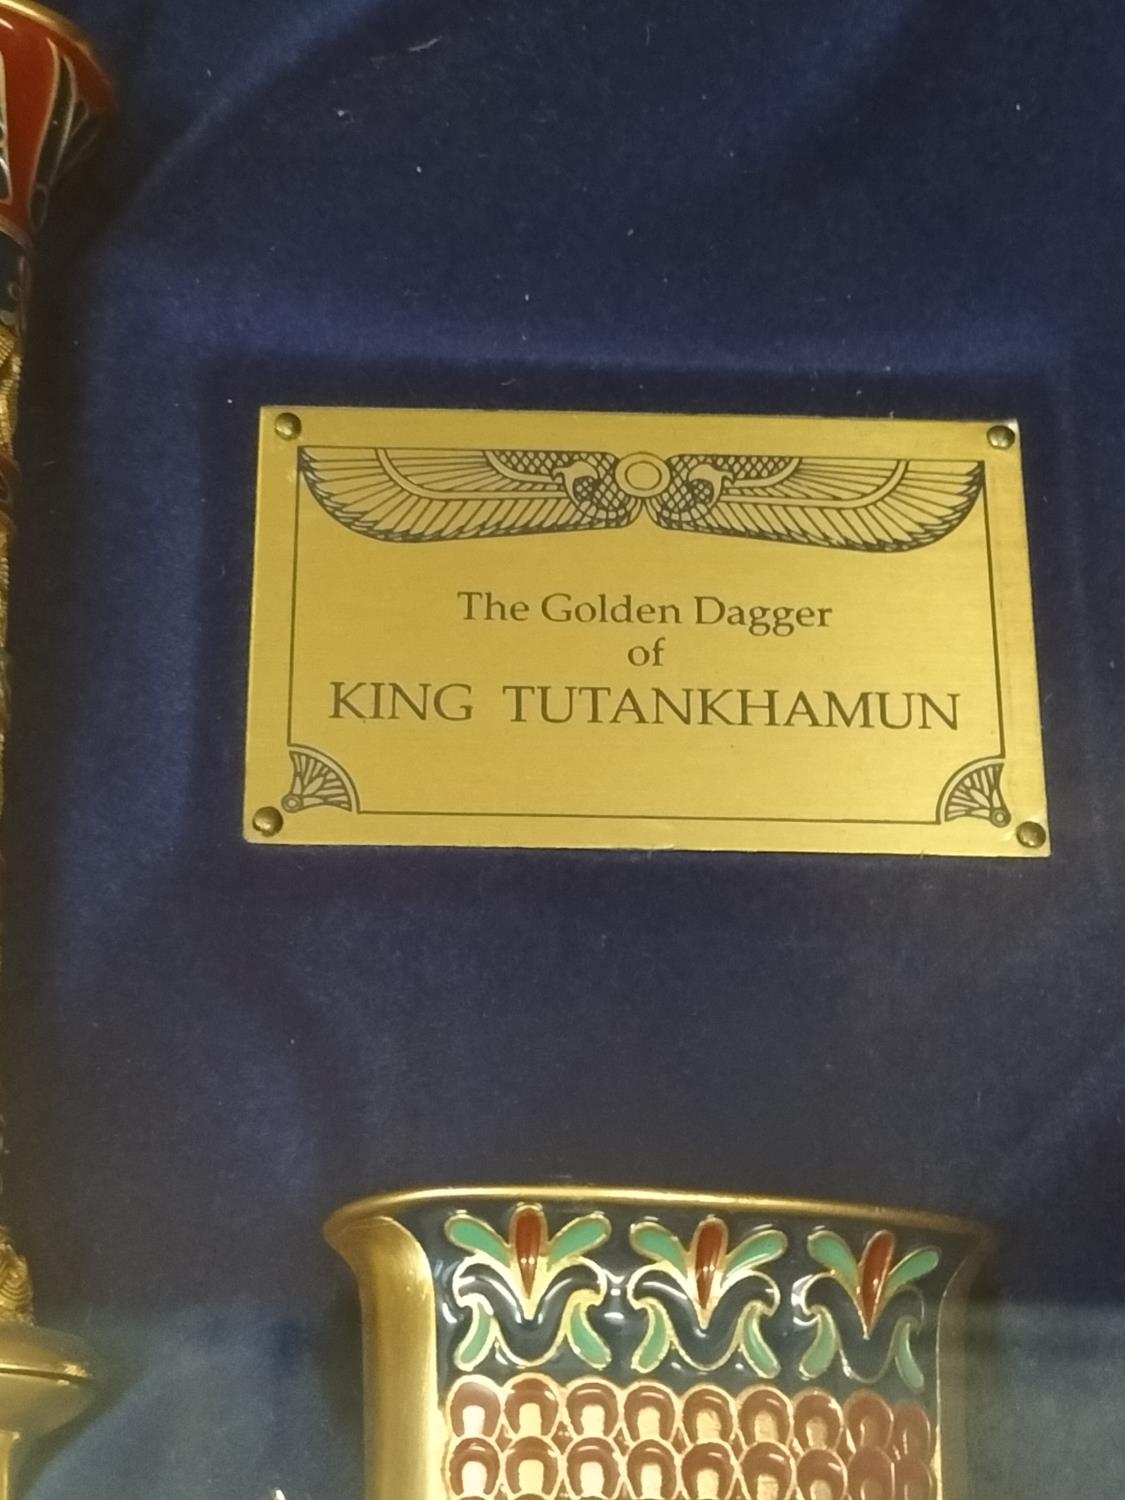 The Golden Dagger
of
KING TUTANKHAMUN